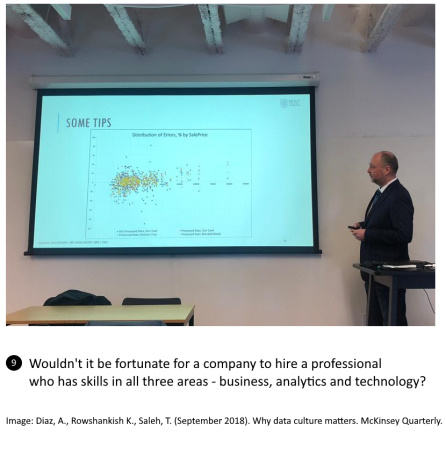 SOME TIPS
Distribution of Errors, % by SalePrice
9 Wouldn't it be fortunate for a company to hire a professional
who has skills in all three areas - business, analytics and technology?
Image: Diaz, A., Rowshankish K., Saleh, T. (September 2018). Why data culture matters. McKinsey Quarterly.